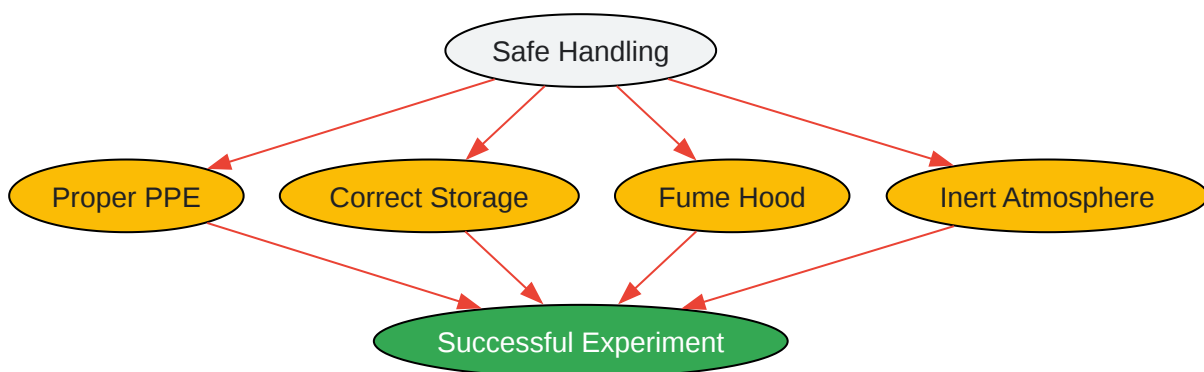 Safe Handling
Proper PPE
Correct Storage
Fume Hood
Inert Atmosphere
Successful Experiment